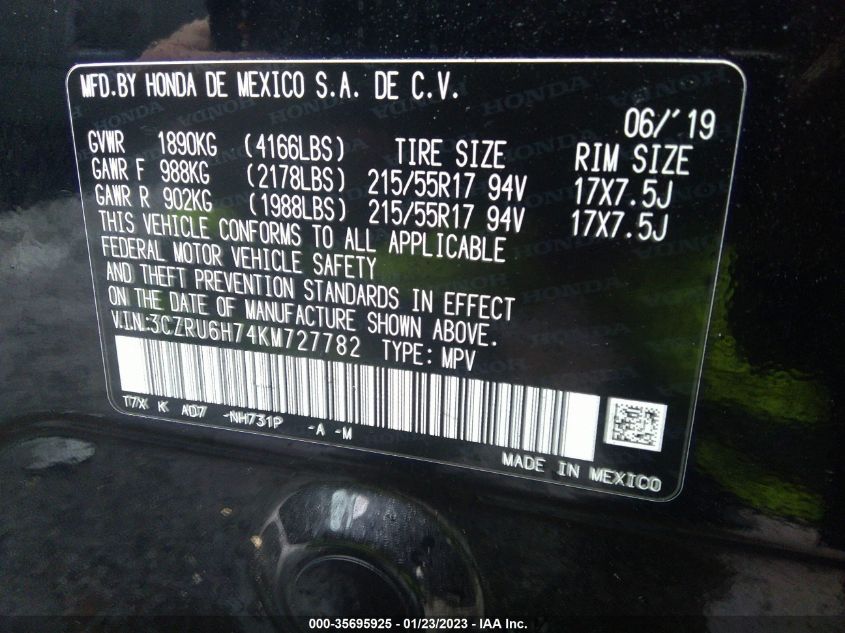 MFD.BY HONDA DE MEXICO S.A. DE C.V.
06/'19
GVWR 1890KG (4166LBS) TIRE SIZE RIM SIZE
GAWR F 988KG (2178LBS) 215/55R17 94V 17X7.5J
GAWR R 902KG (1988LBS) 215/55R17 94V 17X7.5J
THIS VEHICLE CONFORMS TO ALL APPLICABLE
FEDERAL MOTOR VEHICLE SAFETY
AND THEFT PREVENTION STANDARDS IN EFFECT
ON THE DATE OF MANUFACTURE SHOWN ABOVE.
V.I.N:3CZRU6H74KM727782 TYPE: MPV
T7X K A07 -NH731P -A -M
MADE IN MEXICO
000-35695925 - 01/23/2023 - IAA Inc.